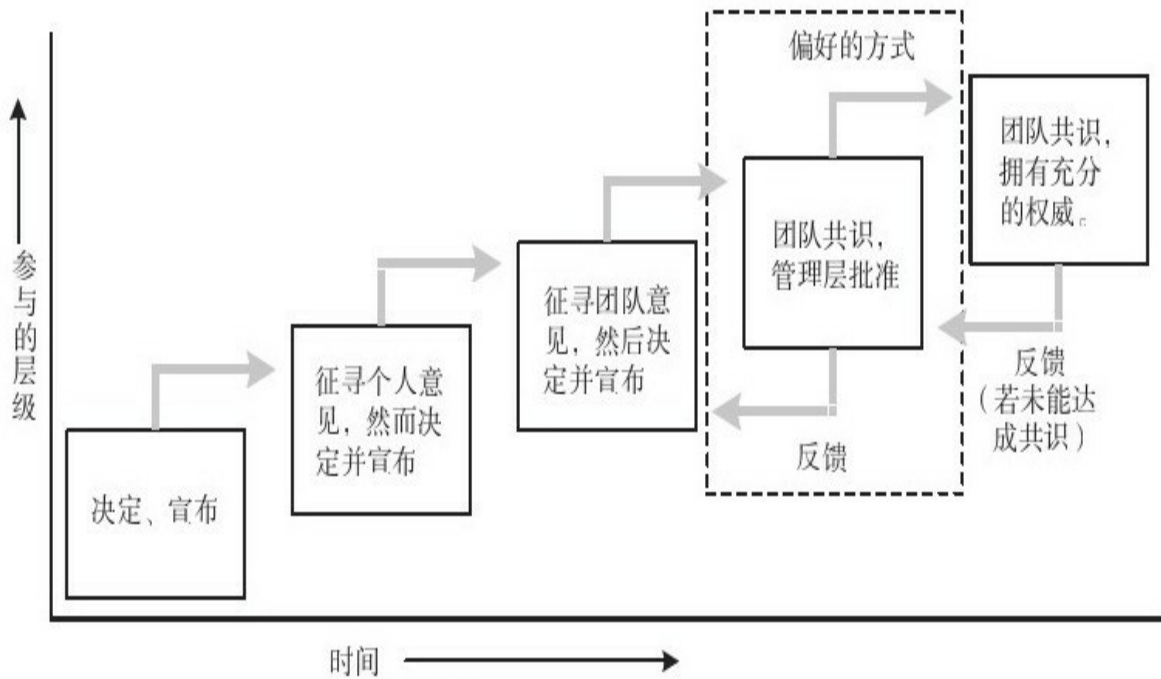 偏好的方式
团队共识，
拥有充分
的权威。
团队共识，
管理层批准
征寻团队意
见，然后决
定并宣布
征寻个人意
见，然而决
定并宣布
决定、宣布
反馈
反馈
（若未能达
成共识）
参与的层级
时间